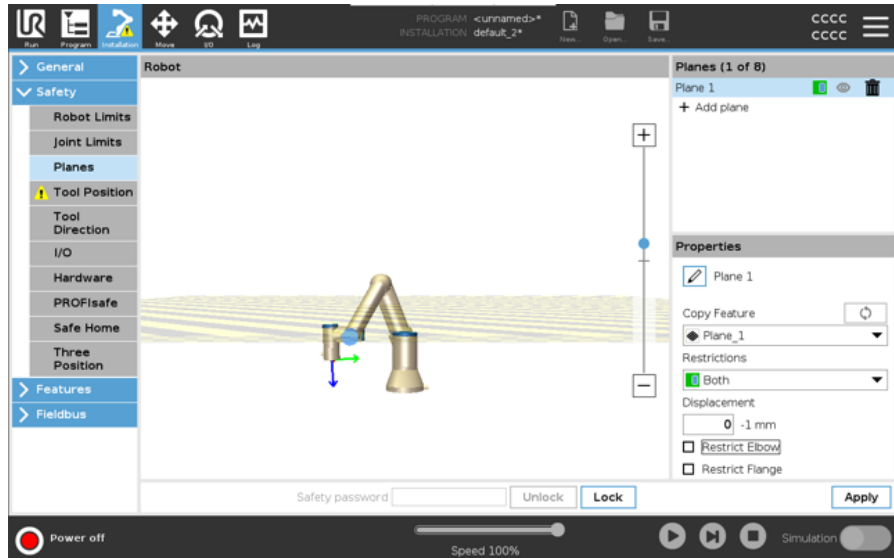 PROGRAM <unnamed>*
INSTALLATION default_2*
CCCC
CCCC
Run Program Installation Move I/O Log New... Open... Save...
General
Robot
Planes (1 of 8)
Safety
Plane 1
Robot Limits
+ Add plane
Joint Limits
Planes
Tool Position
Tool
Direction
I/O
Properties
Hardware
Plane 1
PROFIsafe
Copy Feature
Safe Home
Plane_1
Three
Position
Restrictions
Both
Features
Displacement
Fieldbus
0 -1 mm
Restrict Elbow
Restrict Flange
Safety password Unlock Lock Apply
Power off
Speed 100%
Simulation